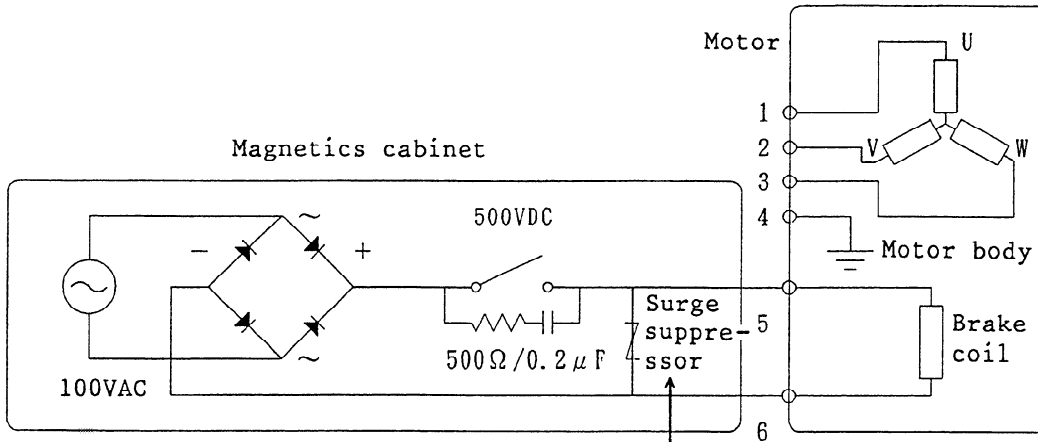 Motor
U
1
2
V
W
3
4
Motor body
Magnetics cabinet
500VDC
~
−
+
~
100VAC
500Ω/0.2μF
Surge
suppre-
ssor
5
6
Brake
coil